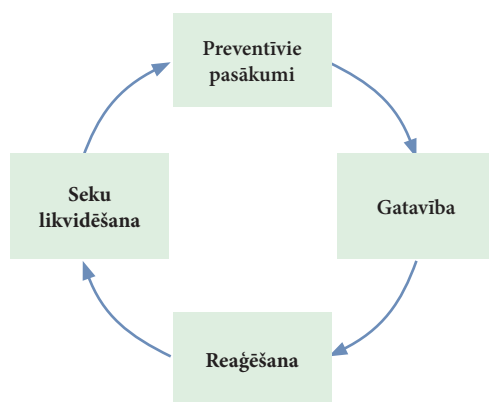 Preventīvie
pasākumi
Gatavība
Reaģēšana
Seku
likvidēšana